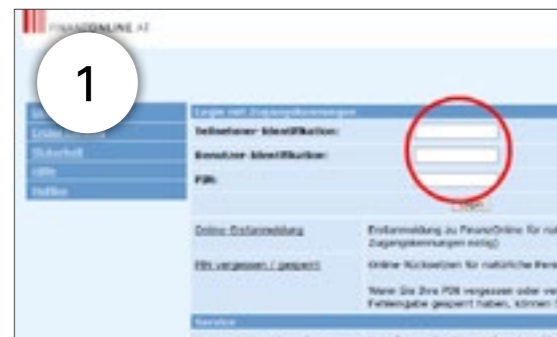 FINANZONLINE.AT
1
Login mit Zugangskennungen
Teilnehmer-Identifikation:
Benutzer-Identifikation:
PIN:
Sicherheit
Hilfe
Hotline
Login
Online-Erstanmeldung
Erstanmeldung zu FinanzOnline für
Zugangskennungen nötig)
PIN vergessen / gesperrt
Online-Rücksetzen für natürliche
Wenn Sie Ihre PIN vergessen oder
Fehleingabe gesperrt haben, können
Service